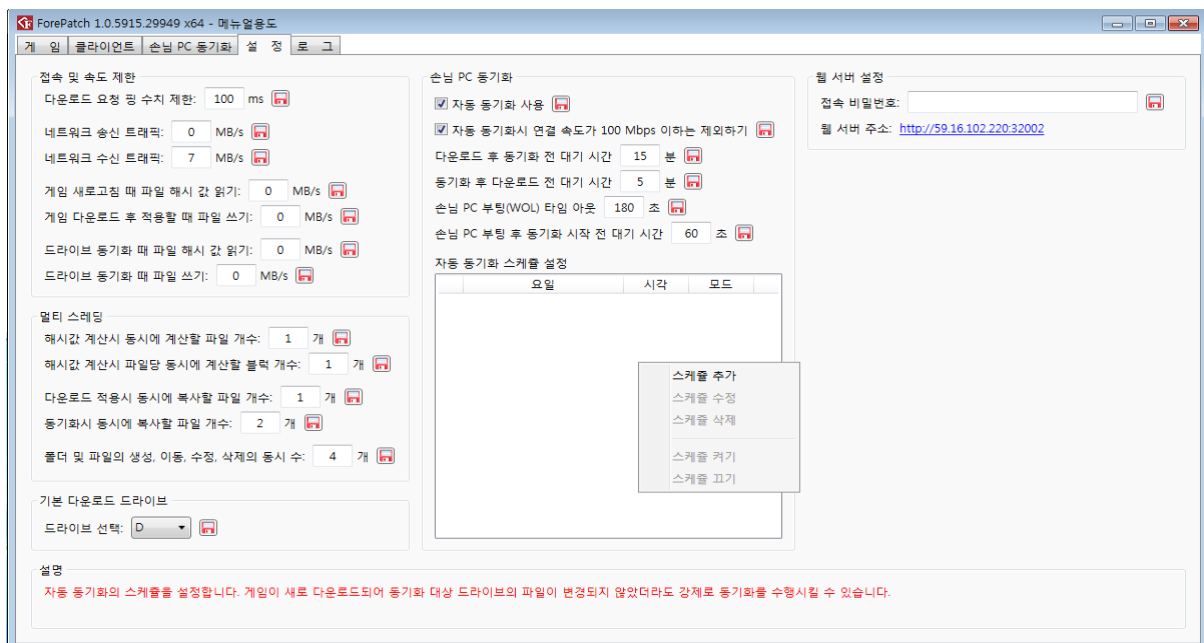 ForePatch 1.0.5915.29949 x64 - 메뉴얼용도
게 임 클라이언트 손님 PC 동기화 설 정 로 그
접속 및 속도 제한
다운로드 요청 핑 수치 제한: 100 ms
네트워크 송신 트래픽: 0 MB/s
네트워크 수신 트래픽: 7 MB/s
게임 새로고침 때 파일 해시 값 읽기: 0 MB/s
게임 다운로드 후 적용할 때 파일 쓰기: 0 MB/s
드라이브 동기화 때 파일 해시 값 읽기: 0 MB/s
드라이브 동기화 때 파일 쓰기: 0 MB/s
멀티 스레딩
해시값 계산시 동시에 계산할 파일 개수: 1 개
해시값 계산시 파일당 동시에 계산할 블럭 개수: 1 개
다운로드 적용시 동시에 복사할 파일 개수: 1 개
동기화시 동시에 복사할 파일 개수: 2 개
폴더 및 파일의 생성, 이동, 수정, 삭제의 동시 수: 4 개
기본 다운로드 드라이브
드라이브 선택: D
손님 PC 동기화
자동 동기화 사용
자동 동기화시 연결 속도가 100 Mbps 이하는 제외하기
다운로드 후 동기화 전 대기 시간 15 분
동기화 후 다운로드 전 대기 시간 5 분
손님 PC 부팅(WOL) 타임 아웃 180 초
손님 PC 부팅 후 동기화 시작 전 대기 시간 60 초
자동 동기화 스케쥴 설정
요일 시각 모드
스케쥴 추가
스케쥴 수정
스케쥴 삭제
스케쥴 켜기
스케쥴 끄기
웹 서버 설정
접속 비밀번호:
웹 서버 주소: http://59.16.102.220:32002
설명
자동 동기화의 스케쥴을 설정합니다. 게임이 새로 다운로드되어 동기화 대상 드라이브의 파일이 변경되지 않았더라도 강제로 동기화를 수행시킬 수 있습니다.